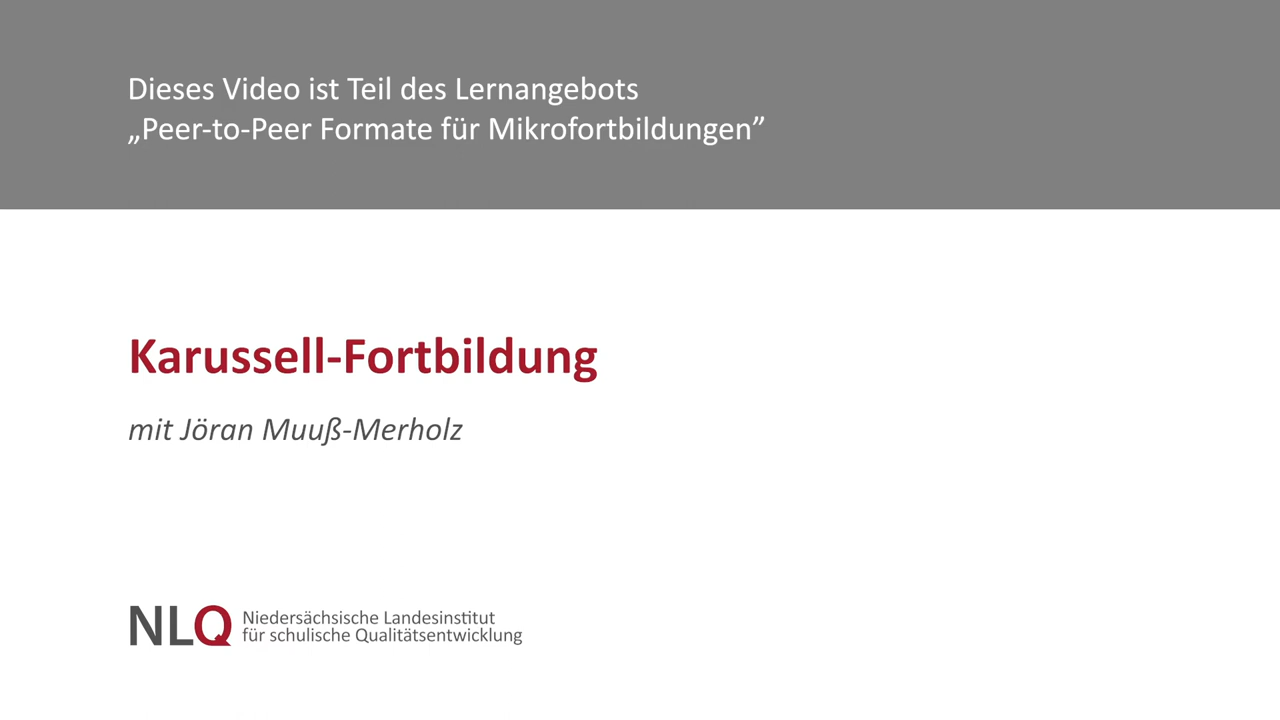 Dieses Video ist Teil des Lernangebots
„Peer-to-Peer Formate für Mikrofortbildungen”
Karussell-Fortbildung
mit Jöran Muuß-Merholz
NLQ Niedersächsische Landesinstitut
für schulische Qualitätsentwicklung